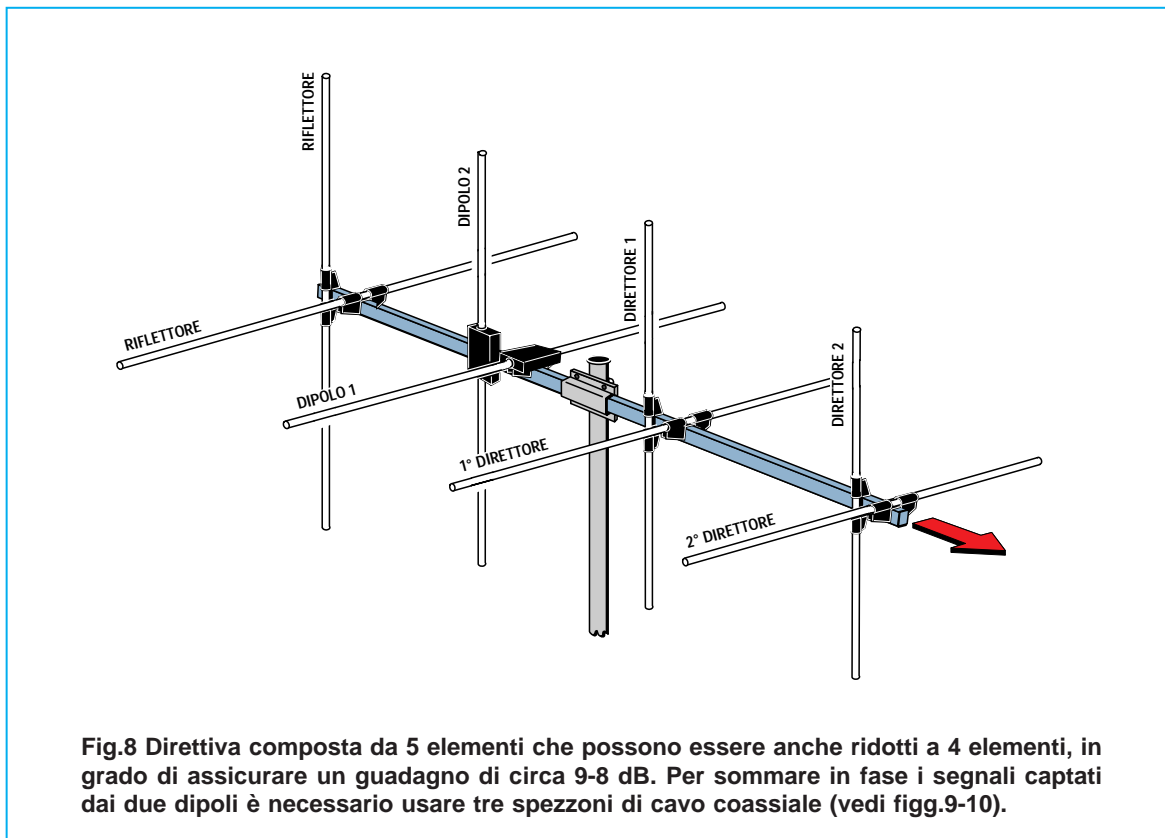 RIFLETTORE
DIPOLO 2
DIRETTORE 1
DIRETTORE 2
RIFLETTORE
DIPOLO 1
1° DIRETTORE
2° DIRETTORE
Fig.8 Direttiva composta da 5 elementi che possono essere anche ridotti a 4 elementi, in
grado di assicurare un guadagno di circa 9-8 dB. Per sommare in fase i segnali captati
dai due dipoli è necessario usare tre spezzoni di cavo coassiale (vedi figg.9-10).